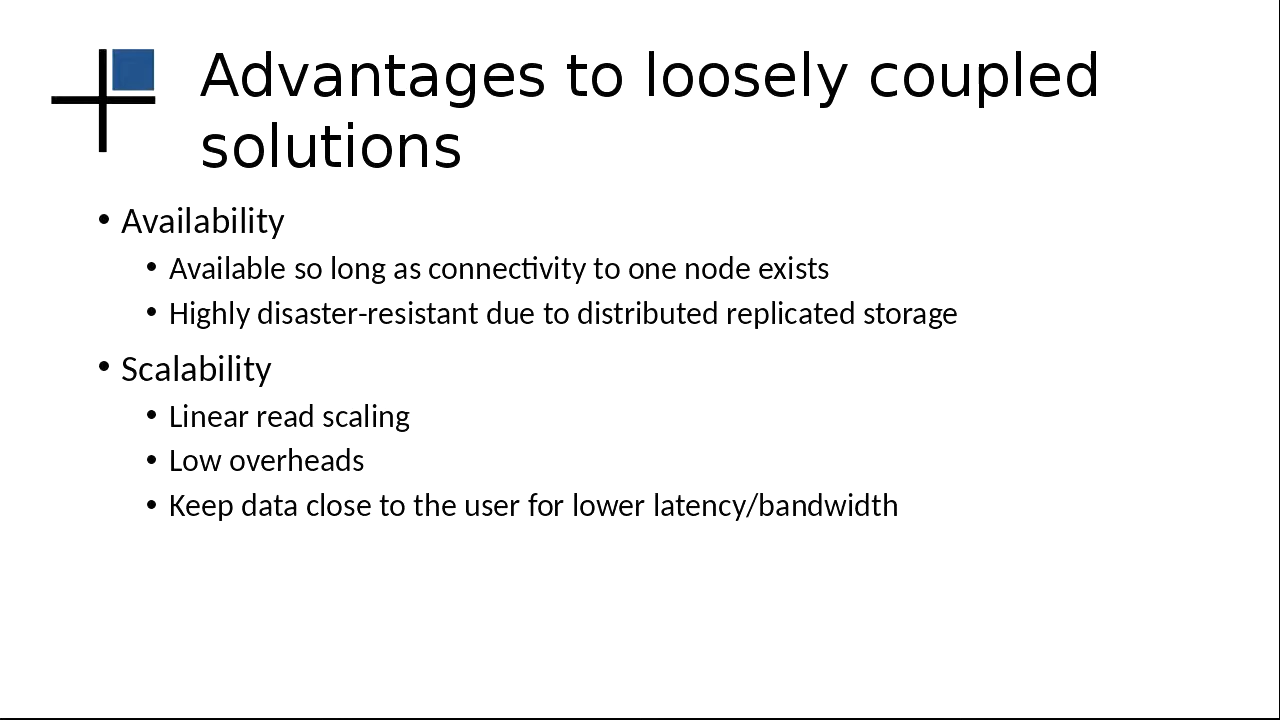 Advantages to loosely coupled
solutions
• Availability
• Available so long as connectivity to one node exists
• Highly disaster-resistant due to distributed replicated storage
• Scalability
• Linear read scaling
• Low overheads
• Keep data close to the user for lower latency/bandwidth